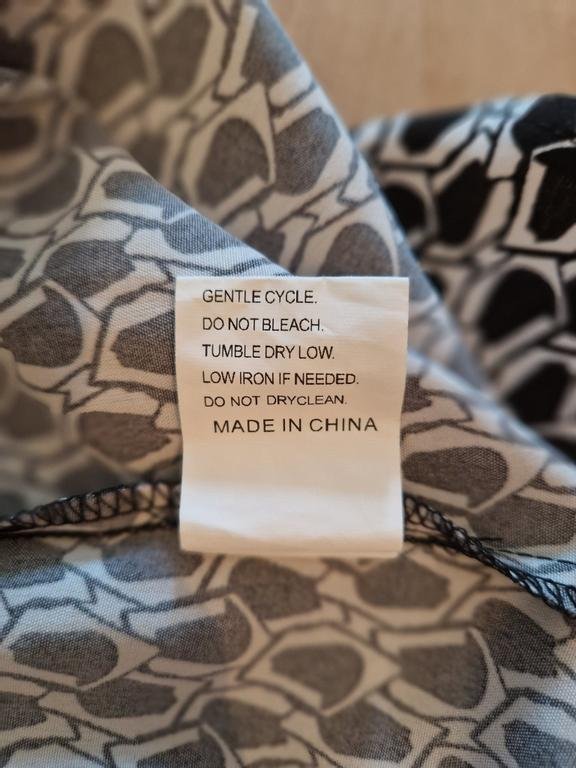 GENTLE CYCLE.
DO NOT BLEACH.
TUMBLE DRY LOW.
LOW IRON IF NEEDED.
DO NOT DRYCLEAN.
MADE IN CHINA